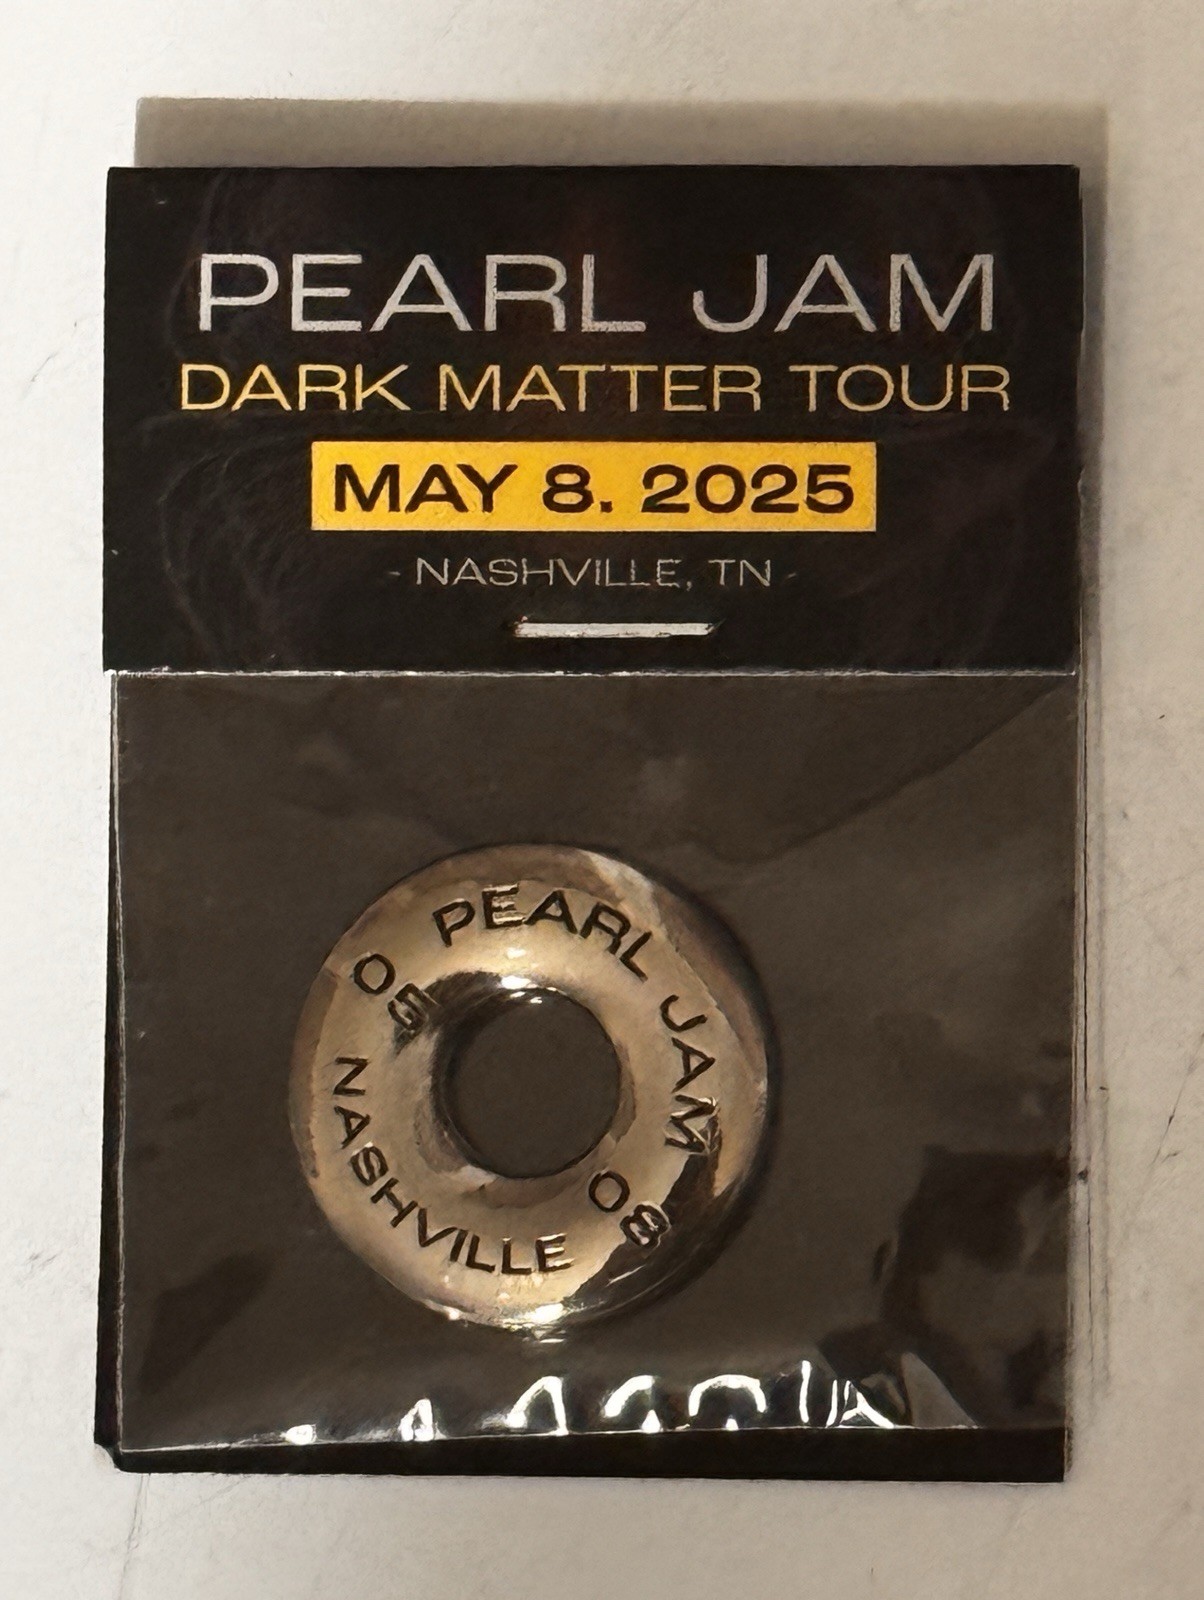 PEARL JAM
DARK MATTER TOUR
MAY 8. 2025
- NASHVILLE, TN -
PEARL JAM
08
NASHVILLE
05